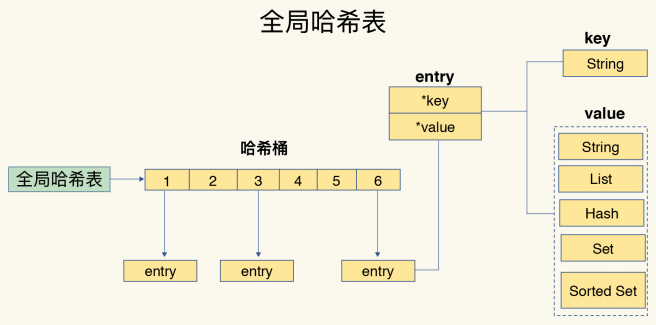 全局哈希表
key
String
entry
*key
*value
value
哈希桶
String
全局哈希表
1 2 3 4 5 6
List
Hash
Set
entry entry entry
Sorted Set